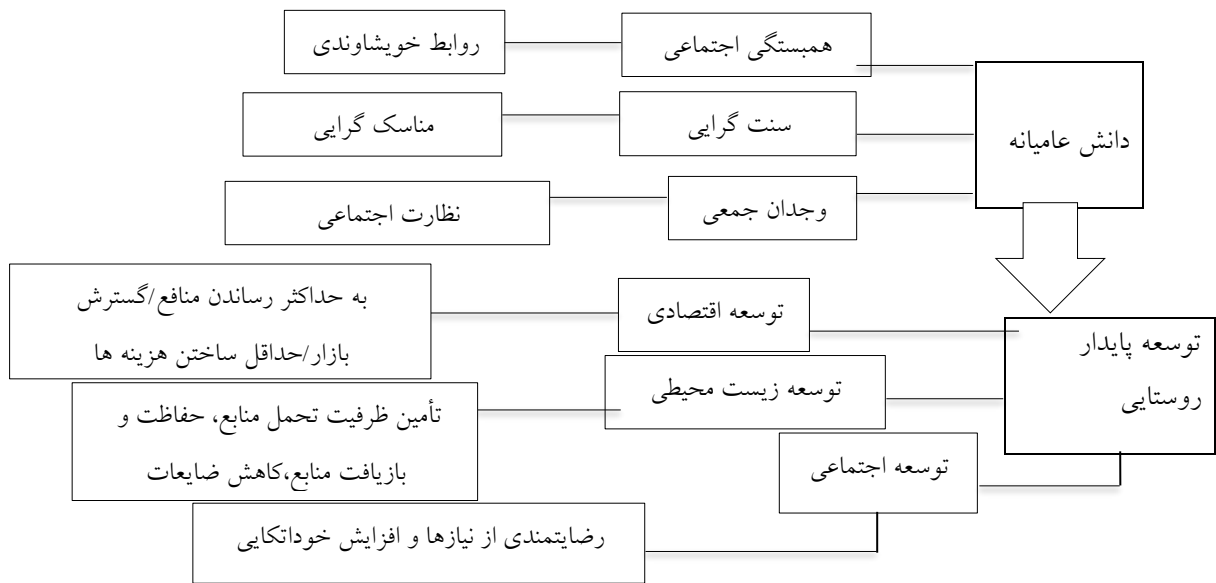 همبستگی اجتماعی
روابط خویشاوندی
دانش عامیانه
سنت گرایی
مناسک گرایی
وجدان جمعی
نظارت اجتماعی
توسعه پایدار
روستایی
توسعه اقتصادی
به حداکثر رساندن منافع/گسترش
بازار/حداقل ساختن هزینه ها
توسعه زیست محیطی
تأمین ظرفیت تحمل منابع، حفاظت و
بازیافت منابع،کاهش ضایعات
توسعه اجتماعی
رضایتمندی از نیازها و افزایش خوداتکایی